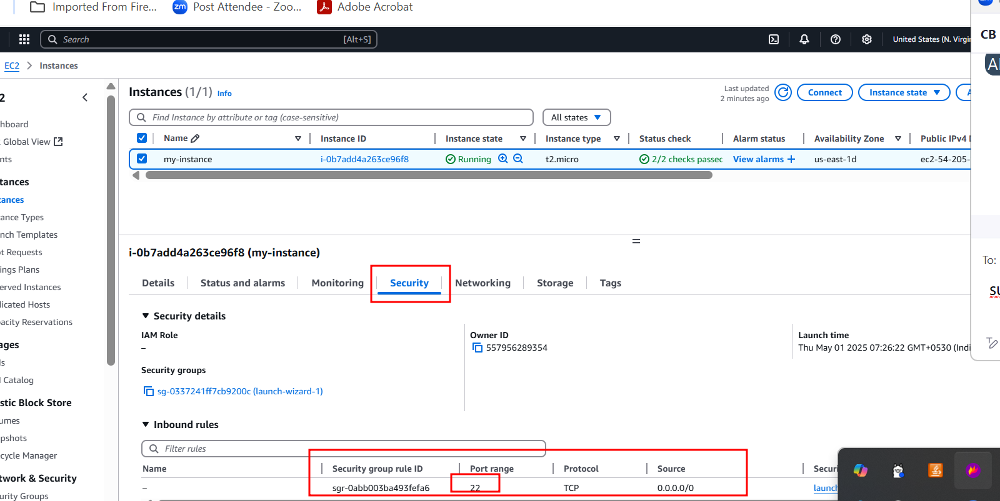 Imported From Fire...
Post Attendee - Zoo...
Adobe Acrobat
zm
Search
[Alt+S]
United States (N. Virgin
CB
EC2
Instances
2
hboard
Global View
nts
tances
tances
ance Types
nch Templates
t Requests
ings Plans
erved Instances
licated Hosts
acity Reservations
ages
Is
Catalog
stic Block Store
umes
pshots
ecycle Manager
twork & Security
urity Groups
Instances (1/1) Info
Last updated
2 minutes ago
Connect
Instance state
A
Find Instance by attribute or tag (case-sensitive)
All states
Name
Instance ID
Instance state
Instance type
Status check
Alarm status
Availability Zone
Public IPv4 D
my-instance
i-0b7add4a263ce96f8
Running
t2.micro
2/2 checks passec
View alarms +
us-east-1d
ec2-54-205-
i-0b7add4a263ce96f8 (my-instance)
Details
Status and alarms
Monitoring
Security
Networking
Storage
Tags
Security details
IAM Role
–
Owner ID
557956289354
Launch time
Thu May 01 2025 07:26:22 GMT+0530 (Indi
Security groups
sg-0337241ff7cb9200c (launch-wizard-1)
Inbound rules
Filter rules
Name
Security group rule ID
Port range
Protocol
Source
Securi
–
sgr-0abb003ba493fefa6
22
TCP
0.0.0.0/0
launch
To:
SU